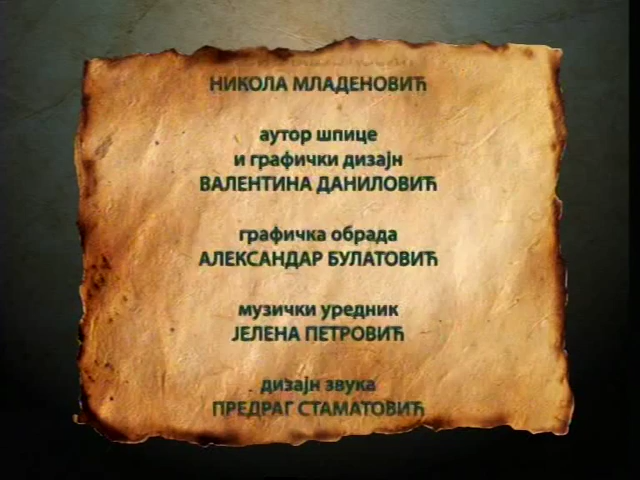 НИКОЛА МЛАДЕНОВИЋ
аутор шпице
и графички дизајн
ВАЛЕНТИНА ДАНИЛОВИЋ
графичка обрада
АЛЕКСАНДАР БУЛАТОВИЋ
музички уредник
ЈЕЛЕНА ПЕТРОВИЋ
дизајн звука
ПРЕДРАГ СТАМАТОВИЋ